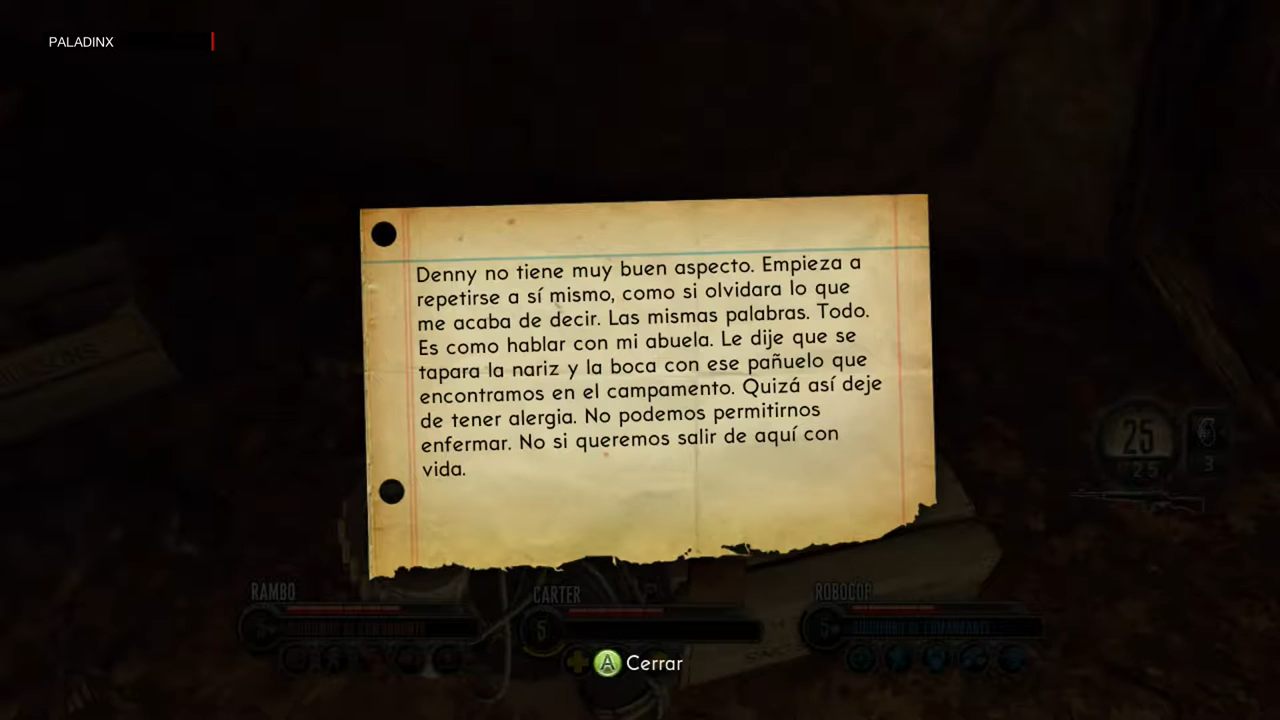 PALADINX
Denny no tiene muy buen aspecto. Empieza a
repetirse a sí mismo, como si olvidara lo que
me acaba de decir. Las mismas palabras. Todo.
Es como hablar con mi abuela. Le dije que se
tapara la nariz y la boca con ese pañuelo que
encontramos en el campamento. Quizá así deje
de tener alergia. No podemos permitirnos
enfermar. No si queremos salir de aquí con
vida.
25
25
3
RAMBO
CARTER
ROBOCOP
5
A Cerrar